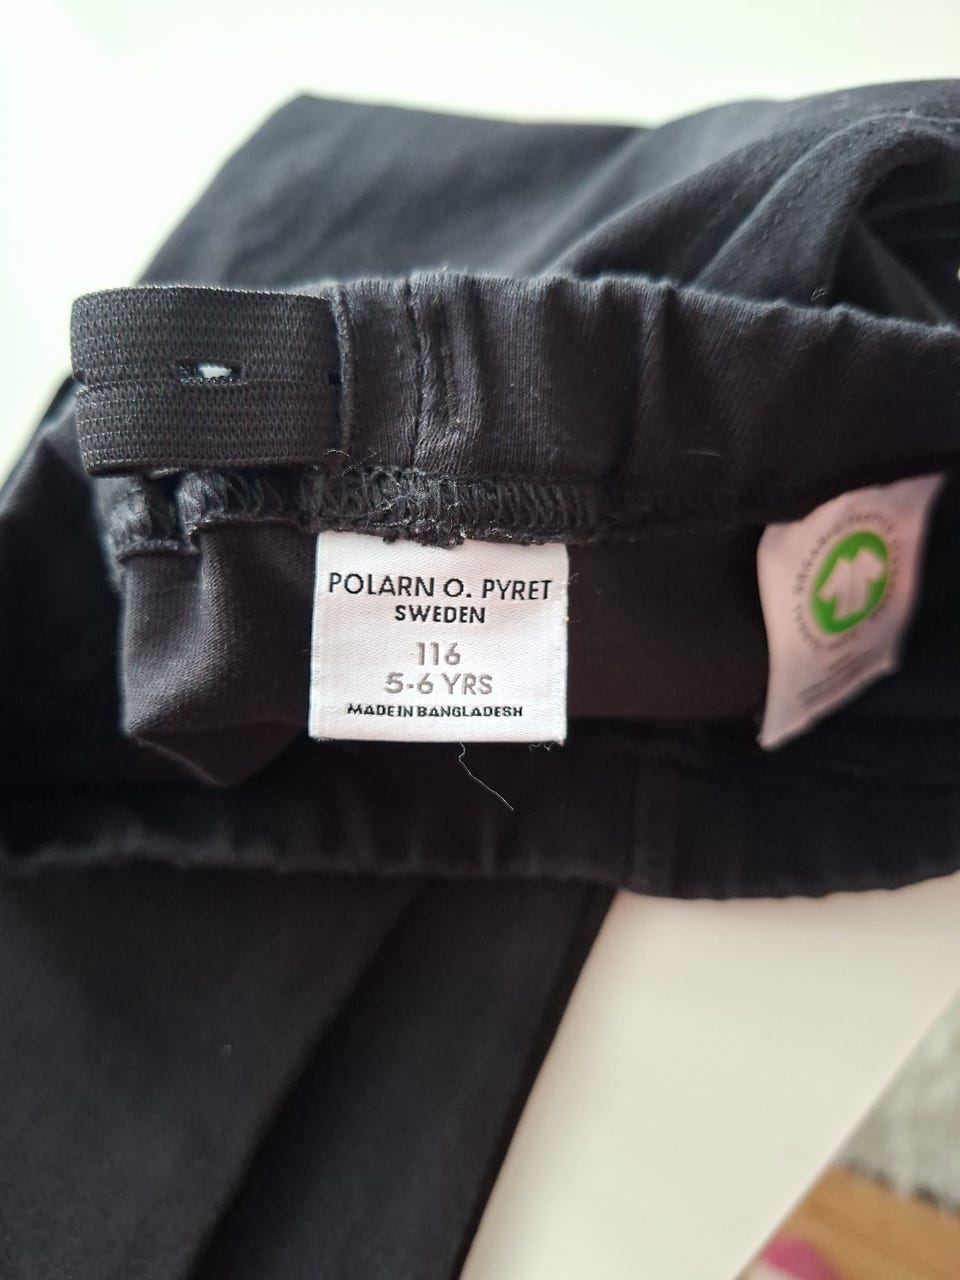 POLARN O. PYRET
SWEDEN
116
5-6 YRS
MADE IN BANGLADESH